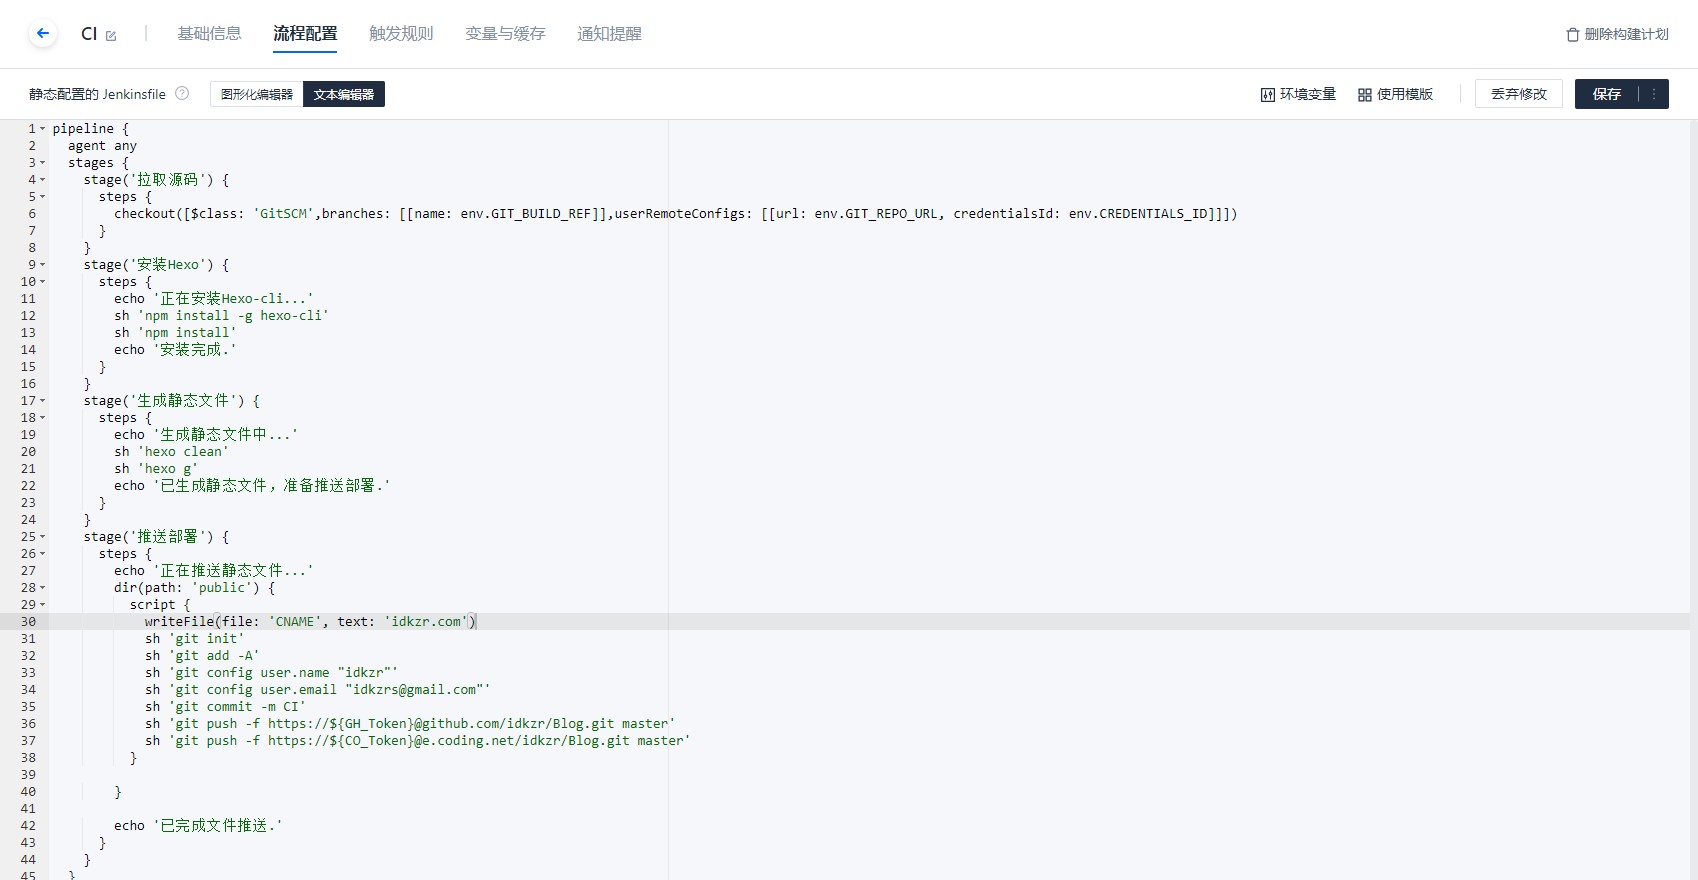 CI 基础信息 流程配置 触发规则 变量与缓存 通知提醒 删除构建计划
静态配置的 Jenkinsfile 图形化编辑器 文本编辑器 环境变量 使用模版 丢弃修改 保存
1 pipeline {
2 agent any
3 stages {
4 stage('拉取源码') {
5 steps {
6 checkout([$class: 'GitSCM',branches: [[name: env.GIT_BUILD_REF]],userRemoteConfigs: [[url: env.GIT_REPO_URL, credentialsId: env.CREDENTIALS_ID]]])
7 }
8 }
9 stage('安装Hexo') {
10 steps {
11 echo '正在安装Hexo-cli...'
12 sh 'npm install -g hexo-cli'
13 sh 'npm install'
14 echo '安装完成.'
15 }
16 }
17 stage('生成静态文件') {
18 steps {
19 echo '生成静态文件中...'
20 sh 'hexo clean'
21 sh 'hexo g'
22 echo '已生成静态文件，准备推送部署.'
23 }
24 }
25 stage('推送部署') {
26 steps {
27 echo '正在推送静态文件...'
28 dir(path: 'public') {
29 script {
30 writeFile(file: 'CNAME', text: 'idkzr.com')
31 sh 'git init'
32 sh 'git add -A'
33 sh 'git config user.name "idkzr"'
34 sh 'git config user.email "idkzrs@gmail.com"'
35 sh 'git commit -m CI'
36 sh 'git push -f https://${GH_Token}@github.com/idkzr/Blog.git master'
37 sh 'git push -f https://${CO_Token}@e.coding.net/idkzr/Blog.git master'
38 }
39
40 }
41
42 echo '已完成文件推送.'
43 }
44 }
45 }